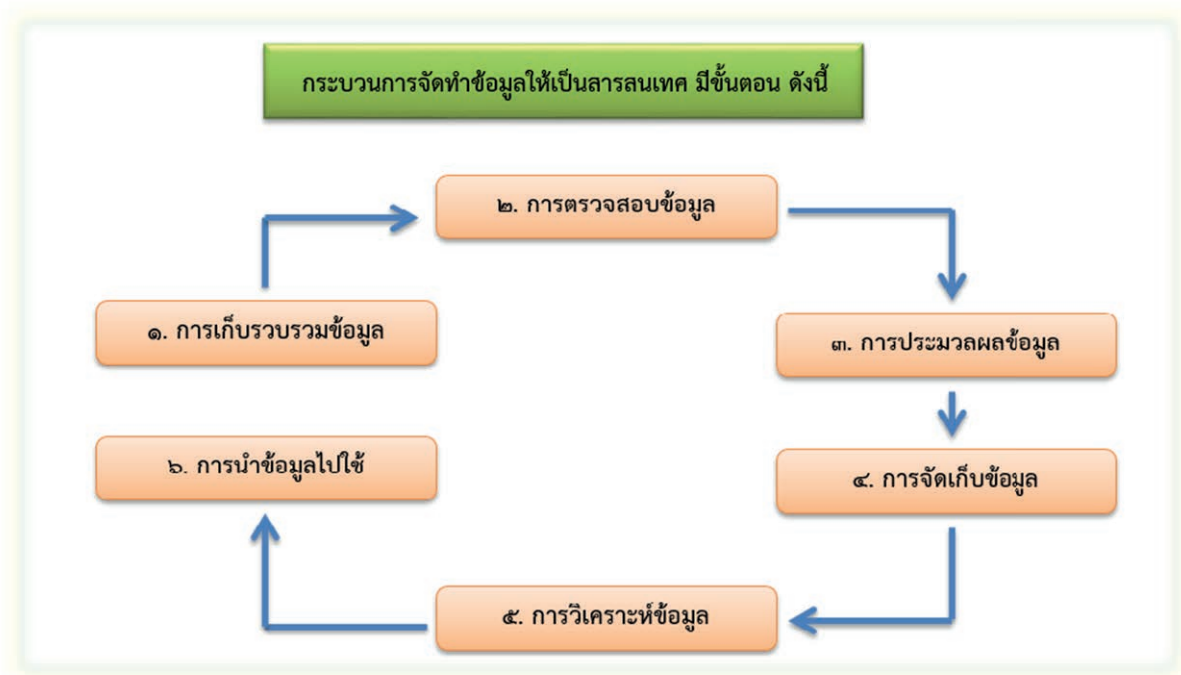 กระบวนการจัดทำข้อมูลให้เป็นสารสนเทศ มีขั้นตอน ดังนี้
๑. การเก็บรวบรวมข้อมูล
๒. การตรวจสอบข้อมูล
๓. การประมวลผลข้อมูล
๔. การจัดเก็บข้อมูล
๕. การวิเคราะห์ข้อมูล
๖. การนำข้อมูลไปใช้